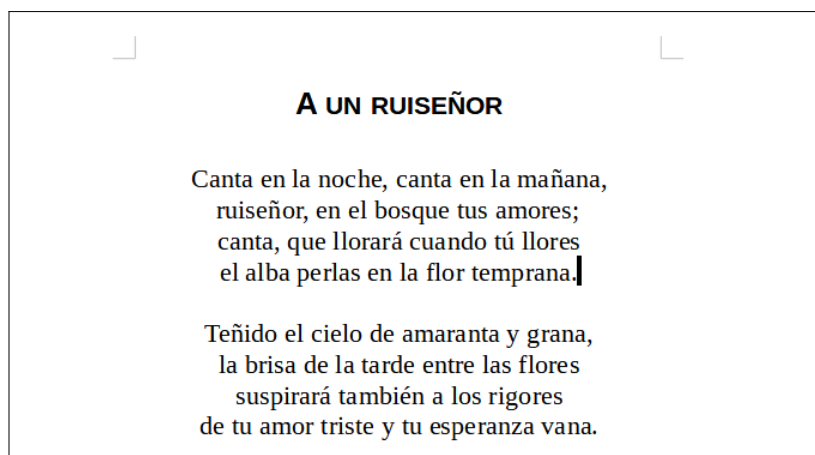 A UN RUISEÑOR
Canta en la noche, canta en la mañana,
ruiseñor, en el bosque tus amores;
canta, que llorará cuando tú llores
el alba perlas en la flor temprana.
Teñido el cielo de amaranta y grana,
la brisa de la tarde entre las flores
suspirará también a los rigores
de tu amor triste y tu esperanza vana.